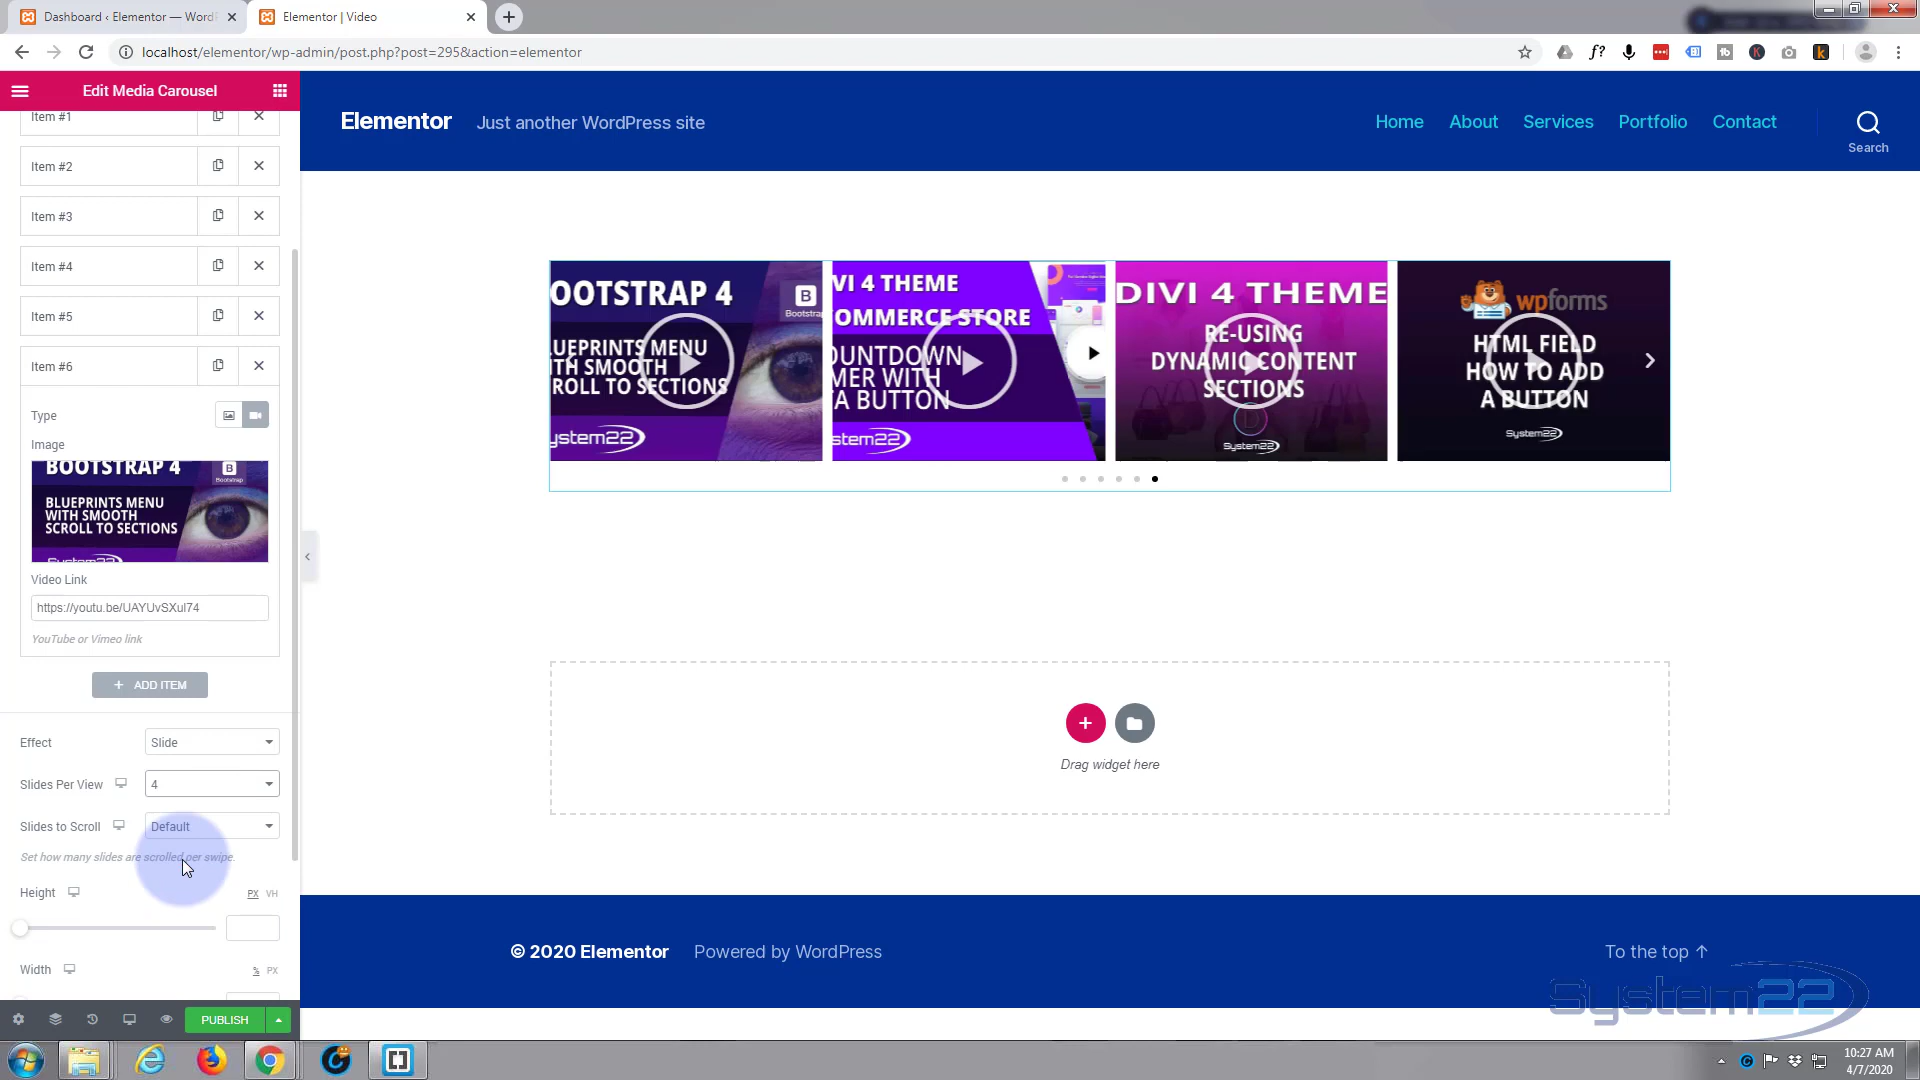 Dashboard ‹ Elementor — WordP
Elementor | Video
localhost/elementor/wp-admin/post.php?post=295&action=elementor
Edit Media Carousel
Item #1
Item #2
Item #3
Item #4
Item #5
Item #6
Type
Image
BOOTSTRAP 4
B
Bootstrap
BLUEPRINTS MENU
WITH SMOOTH
SCROLL TO SECTIONS
System22
Video Link
https://youtu.be/UAYUvSXul74
YouTube or Vimeo link
+ ADD ITEM
Effect
Slide
Slides Per View
4
Slides to Scroll
Default
Set how many slides are scrolled per swipe.
Height
PX VH
Width
% PX
PUBLISH
Elementor
Just another WordPress site
Home
About
Services
Portfolio
Contact
Search
OOTSTRAP 4
B
Bootstrap
LUEPRINTS MENU
ITH SMOOTH
ROLL TO SECTIONS
ystem22
VI 4 THEME
OMMERCE STORE
OUNTDOWN
MER WITH
TA BUTTON
stem22
DIVI 4 THEME
RE-USING
DYNAMIC CONTENT
SECTIONS
D
System22
wpforms
HTML FIELD
HOW TO ADD
A BUTTON
System22
Drag widget here
© 2020 Elementor
Powered by WordPress
To the top ↑
System22
10:27 AM
4/7/2020